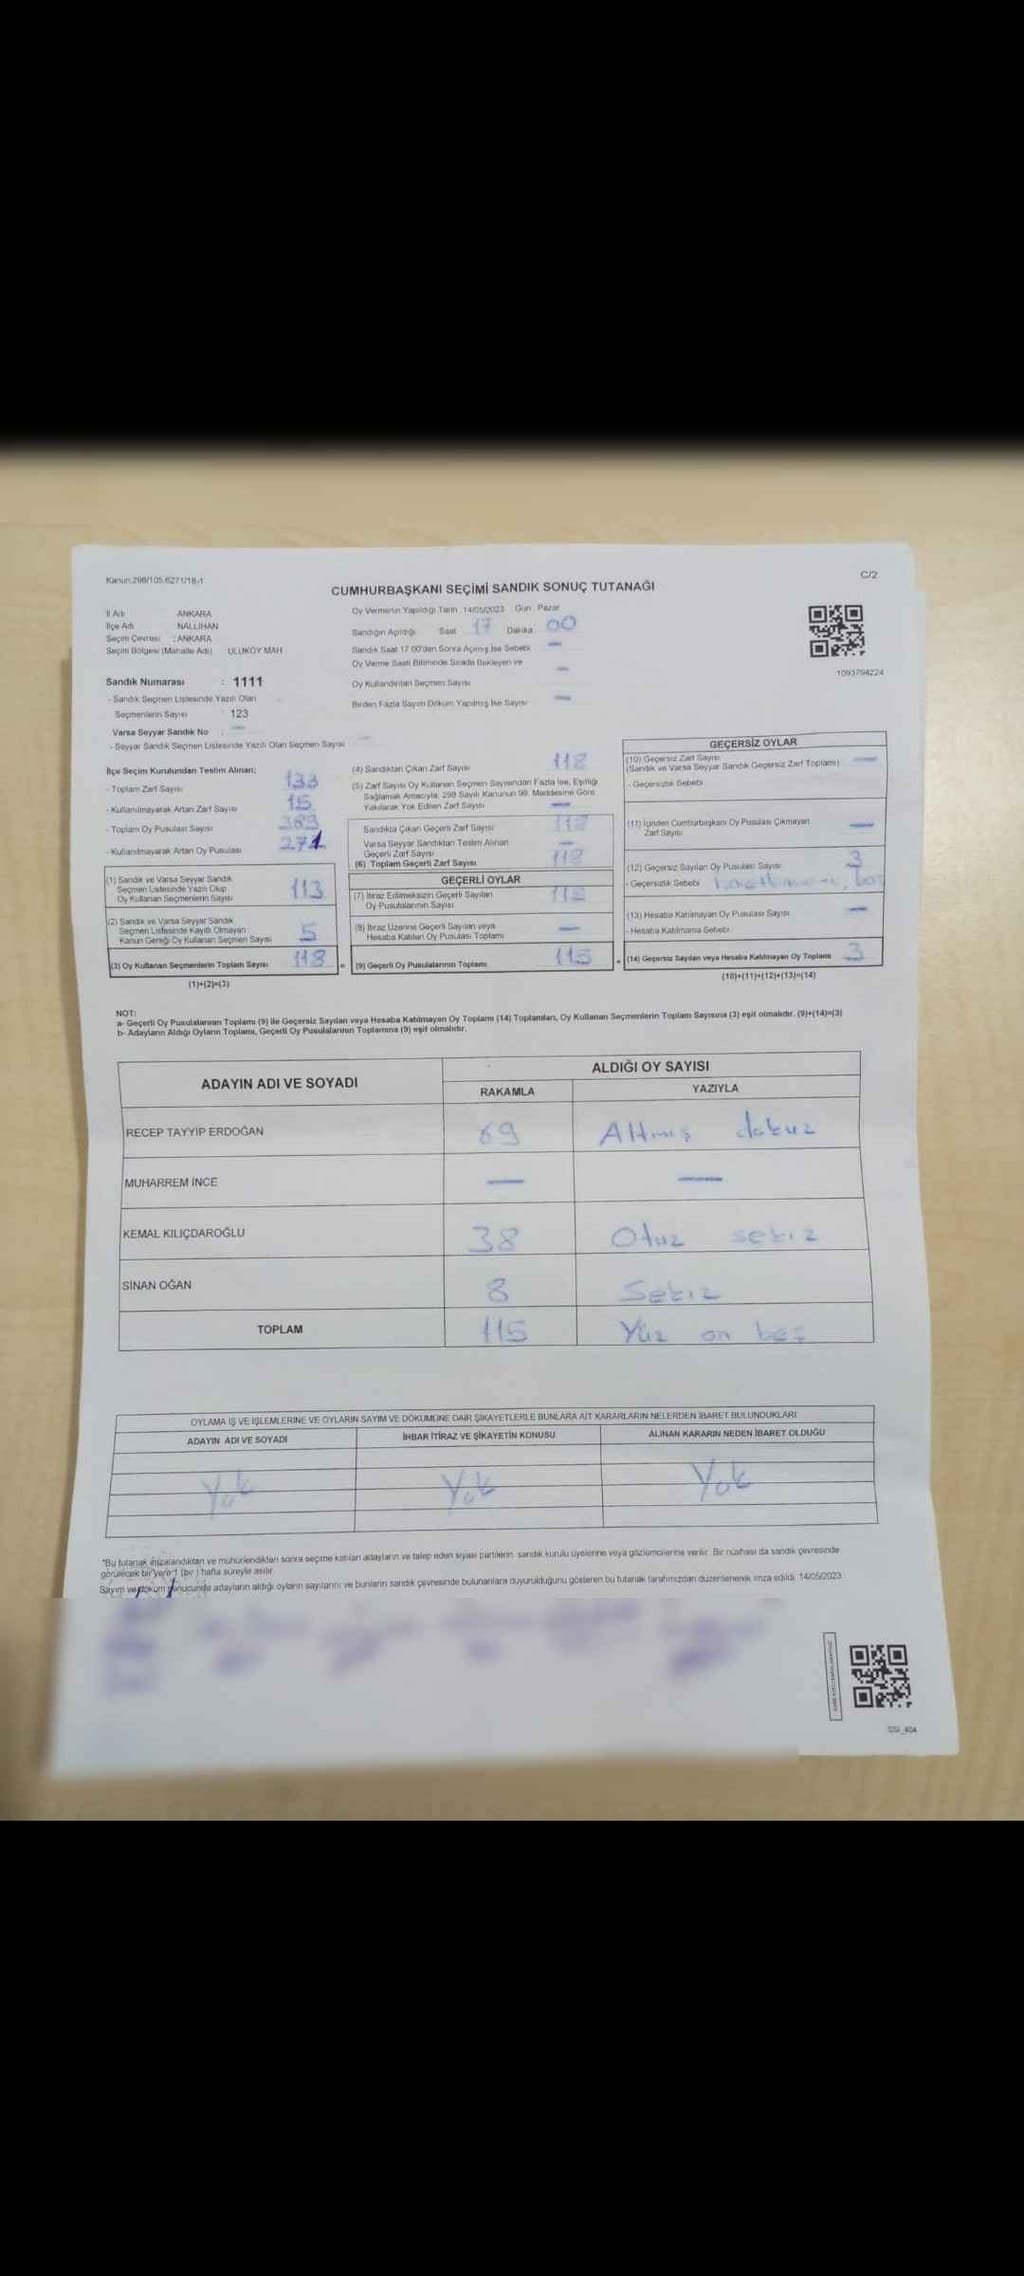 Kanun:298/105.6271/18-1
C/2
CUMHURBAŞKANI SEÇİMİ SANDIK SONUÇ TUTANAĞI
İl Adı ANKARA
İlçe Adı NALLIHAN
Seçim Çevresi : ANKARA
Seçim Bölgesi (Mahalle Adı) ULUKÖY MAH
Sandık Numarası : 1111
- Sandık Seçmen Listesinde Yazılı Olan
Seçmenlerin Sayısı 123
Varsa Seyyar Sandık No : —
- Seyyar Sandık Seçmen Listesinde Yazılı Olan Seçmen Sayısı —
Oy Vermenin Yapıldığı Tarih 14/05/2023 Gün Pazar
Sandığın Açıldığı Saat 17 Dakika 00
Sandık Saat 17.00'den Sonra Açılmış İse Sebebi —
Oy Verme Saati Bitiminde Sırada Bekleyen ve —
Oy Kullandırılan Seçmen Sayısı
Birden Fazla Sayım Döküm Yapılmış İse Sayısı —
1093794224
İlçe Seçim Kurulundan Teslim Alınan;
- Toplam Zarf Sayısı 133
- Kullanılmayarak Artan Zarf Sayısı 15
- Toplam Oy Pusulası Sayısı 389
- Kullanılmayarak Artan Oy Pusulası 271
(1) Sandık ve Varsa Seyyar Sandık
Seçmen Listesinde Yazılı Olup
Oy Kullanan Seçmenlerin Sayısı 113
(2) Sandık ve Varsa Seyyar Sandık
Seçmen Listesinde Kayıtlı Olmayan
Kanun Gereği Oy Kullanan Seçmen Sayısı 5
(3) Oy Kullanan Seçmenlerin Toplam Sayısı 118
(1)+(2)=(3)
(4) Sandıktan Çıkan Zarf Sayısı 118
(5) Zarf Sayısı Oy Kullanan Seçmen Sayısından Fazla İse, Eşitliği
Sağlamak Amacıyla, 298 Sayılı Kanunun 98. Maddesine Göre
Yakılarak Yok Edilen Zarf Sayısı —
Sandıkta Çıkan Geçerli Zarf Sayısı 118
Varsa Seyyar Sandıktan Teslim Alınan
Geçerli Zarf Sayısı —
(6) Toplam Geçerli Zarf Sayısı 118
GEÇERLİ OYLAR
(7) İtiraz Edilmeksizin Geçerli Sayılan
Oy Pusulalarının Sayısı
(8) İtiraz Üzerine Geçerli Sayılan veya
Hesaba Katılan Oy Pusulası Toplamı —
= (9) Geçerli Oy Pusulalarının Toplamı 115
GEÇERSİZ OYLAR
(10) Geçersiz Zarf Sayısı
(Sandık ve Varsa Seyyar Sandık Geçersiz Zarf Toplamı) —
- Geçersizlik Sebebi
(11) İçinden Cumhurbaşkanı Oy Pusulası Çıkmayan
Zarf Sayısı —
(12) Geçersiz Sayılan Oy Pusulası Sayısı 3
- Geçersizlik Sebebi
(13) Hesaba Katılmayan Oy Pusulası Sayısı —
- Hesaba Katılmama Sebebi
+ (14) Geçersiz Sayılan veya Hesaba Katılmayan Oy Toplamı 3
(10)+(11)+(12)+(13)=(14)
NOT:
a- Geçerli Oy Pusulalarının Toplamı (9) ile Geçersiz Sayılan veya Hesaba Katılmayan Oy Toplamı (14) Toplamları, Oy Kullanan Seçmenlerin Toplam Sayısına (3) eşit olmalıdır. (9)+(14)=(3)
b- Adayların Aldığı Oyların Toplamı, Geçerli Oy Pusulalarının Toplamına (9) eşit olmalıdır.
ADAYIN ADI VE SOYADI ALDIĞI OY SAYISI
RAKAMLA YAZIYLA
RECEP TAYYİP ERDOĞAN 69 Altmış dokuz
MUHARREM İNCE — —
KEMAL KILIÇDAROĞLU 38 Otuz sekiz
SİNAN OĞAN 8 Sekiz
TOPLAM 115 Yüz on beş
OYLAMA İŞ VE İŞLEMLERİNE VE OYLARIN SAYIM VE DÖKÜMÜNE DAİR ŞİKAYETLERLE BUNLARA AİT KARARLARIN NELERDEN İBARET BULUNDUKLARI
ADAYIN ADI VE SOYADI İHBAR İTİRAZ VE ŞİKAYETİN KONUSU ALINAN KARARIN NEDEN İBARET OLDUĞU
Yok Yok Yok
*Bu tutanak imzalandıktan ve mühürlendikten sonra seçime katılan adayların ve talep eden siyasi partilerin sandık kurulu üyelerine veya gözlemcilerine verilir. Bir nüshası da sandık çevresinde
görülecek bir yere 1 (bir) hafta süreyle asılır.
Sayım ve döküm sonucunda adayların aldığı oyların sayılarını ve bunların sandık çevresinde bulunanlara duyurulduğunu gösteren bu tutanak tarafımızdan düzenlenerek imza edildi. 14/05/2023